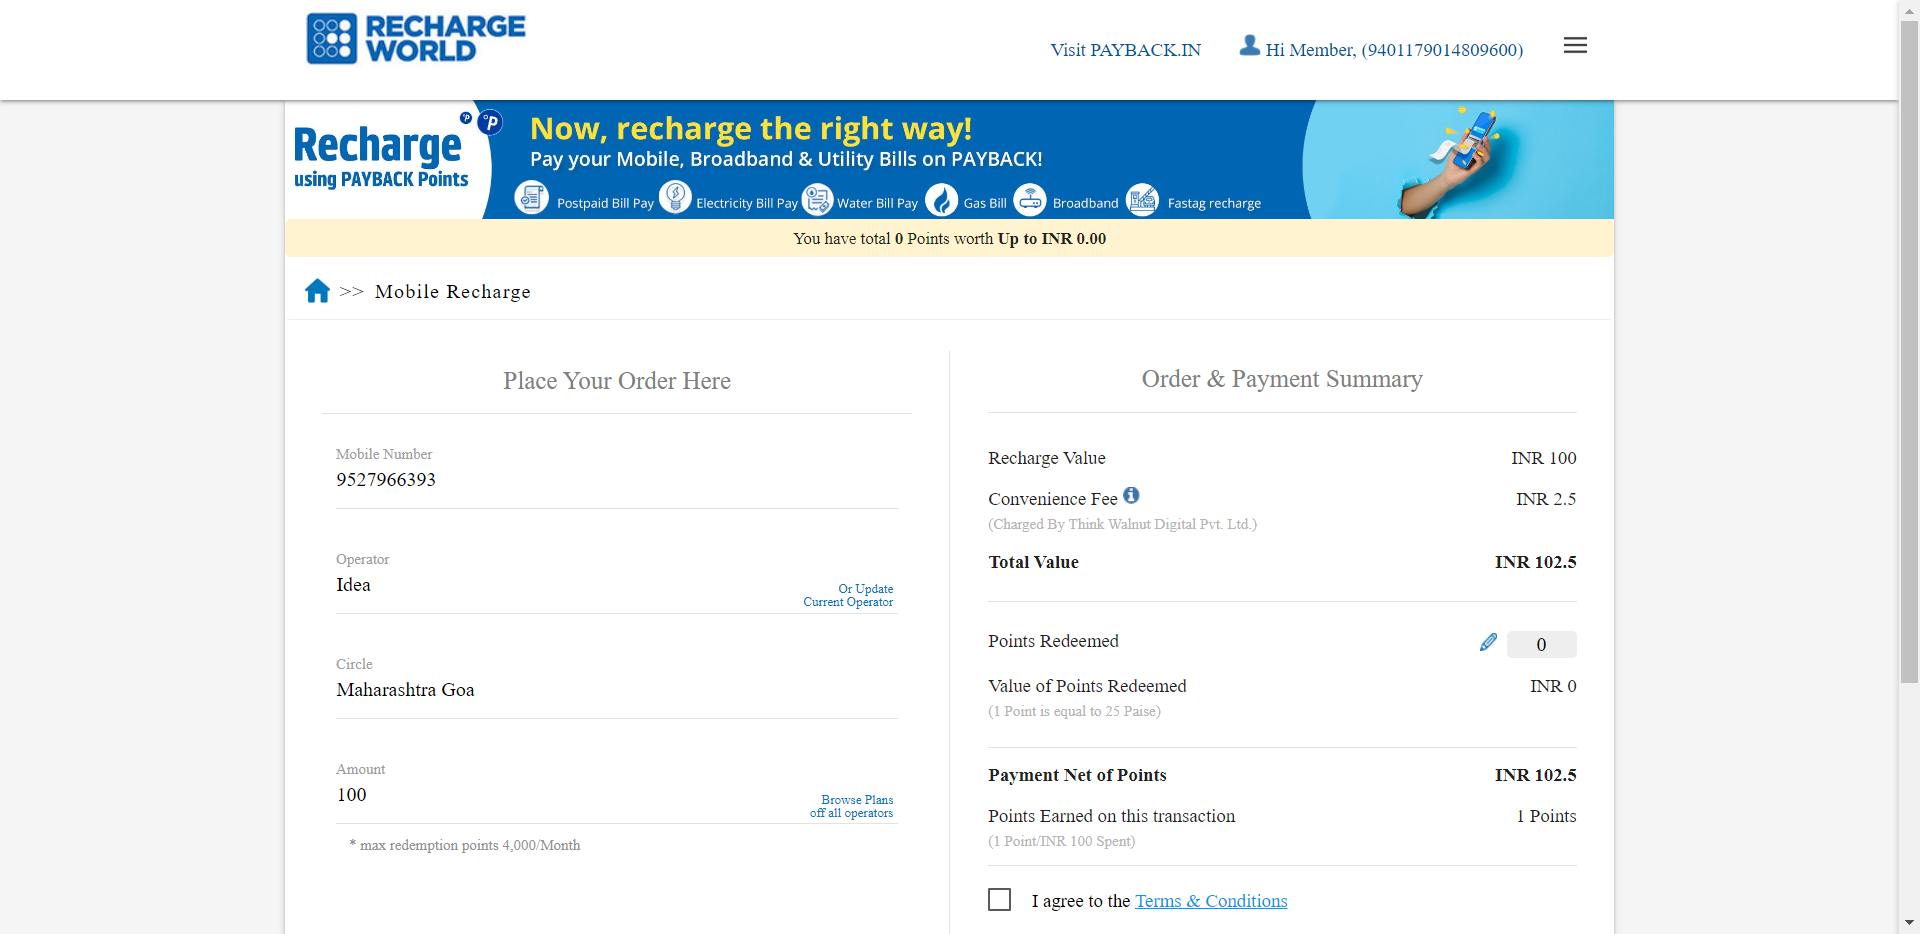 RECHARGE
WORLD
Visit PAYBACK.IN
Hi Member, (9401179014809600)
Recharge
using PAYBACK Points
°P
°P
Now, recharge the right way!
Pay your Mobile, Broadband & Utility Bills on PAYBACK!
Postpaid Bill Pay
Electricity Bill Pay
Water Bill Pay
Gas Bill
Broadband
Fastag recharge
You have total 0 Points worth Up to INR 0.00
>> Mobile Recharge
Place Your Order Here
Mobile Number
9527966393
Operator
Idea
Or Update
Current Operator
Circle
Maharashtra Goa
Amount
100
Browse Plans
off all operators
* max redemption points 4,000/Month
Order & Payment Summary
Recharge Value INR 100
Convenience Fee INR 2.5
(Charged By Think Walnut Digital Pvt. Ltd.)
Total Value INR 102.5
Points Redeemed 0
Value of Points Redeemed INR 0
(1 Point is equal to 25 Paise)
Payment Net of Points INR 102.5
Points Earned on this transaction 1 Points
(1 Point/INR 100 Spent)
I agree to the Terms & Conditions